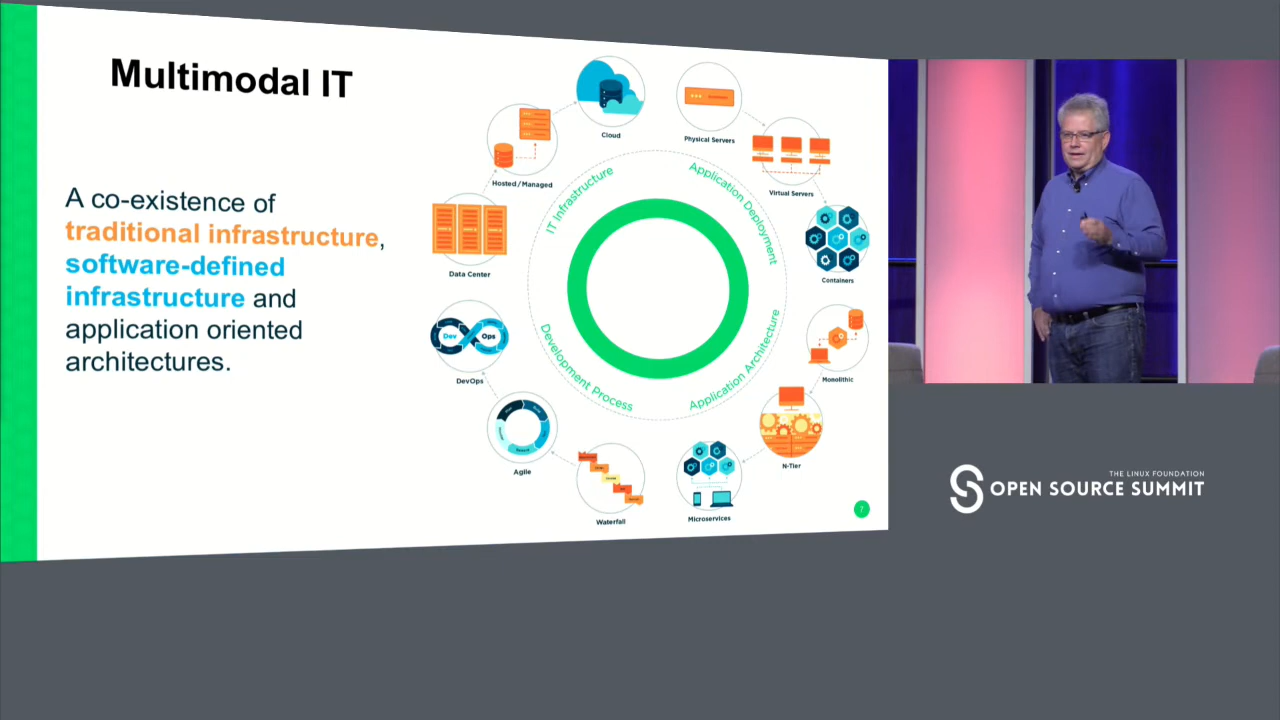 Multimodal IT
A co-existence of
traditional infrastructure,
software-defined
infrastructure and
application oriented
architectures.
Cloud
Physical Servers
Hosted/Managed
Virtual Servers
Data Center
Containers
IT Infrastructure
Application Deployment
Dev
Ops
DevOps
Monolithic
Development Process
Application Architecture
Agile
N-Tier
Waterfall
Microservices
7
THE LINUX FOUNDATION
OPEN SOURCE SUMMIT